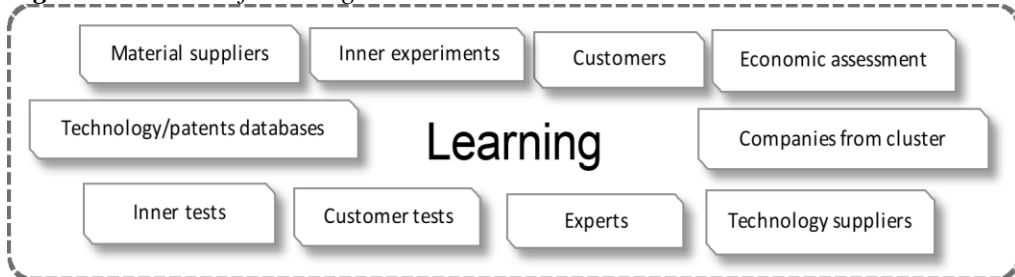 Material suppliers
Inner experiments
Customers
Economic assessment
Technology/patents databases
Learning
Companies from cluster
Inner tests
Customer tests
Experts
Technology suppliers